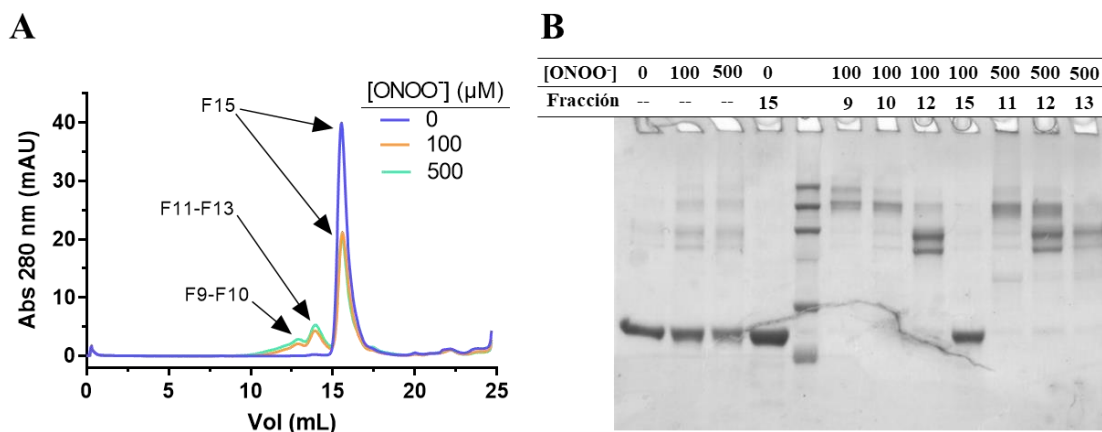 A
Abs 280 nm (mAU)
40
30
20
10
0
0
5
10
15
20
25
Vol (mL)
F15
F11-F13
F9-F10
[ONOO⁻] (µM)
0
100
500
B
[ONOO⁻] 0 100 500 0 100 100 100 100 500 500 500
Fracción -- -- -- 15 9 10 12 15 11 12 13